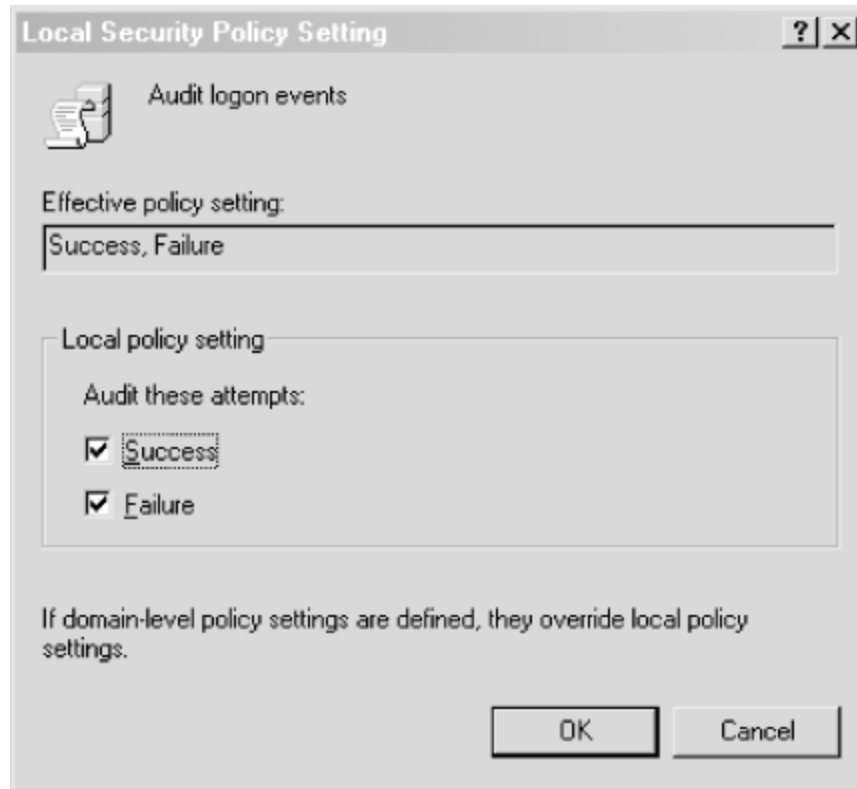 Local Security Policy Setting
Audit logon events
Effective policy setting:
Success, Failure
Local policy setting
Audit these attempts:
Success
Failure
If domain-level policy settings are defined, they override local policy
settings.
OK Cancel